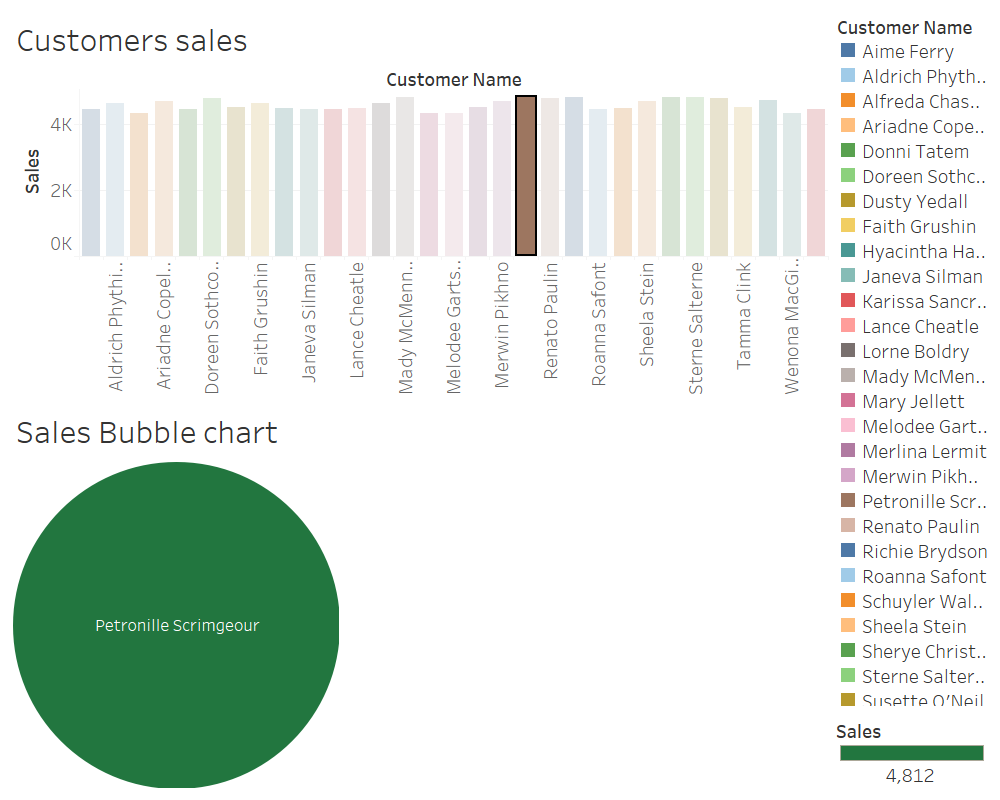 Customers sales
Customer Name
Sales
4K
2K
0K
Aldrich Phythi..
Ariadne Copel..
Doreen Sothco..
Faith Grushin
Janeva Silman
Lance Cheatle
Mady McMenn..
Melodee Garts..
Merwin Pikhno
Renato Paulin
Roanna Safont
Sheela Stein
Sterne Salterne
Tamma Clink
Wenona MacGi..
Sales Bubble chart
Petronille Scrimgeour
Customer Name
Aime Ferry
Aldrich Phyth..
Alfreda Chas..
Ariadne Cope..
Donni Tatem
Doreen Sothc..
Dusty Yedall
Faith Grushin
Hyacintha Ha..
Janeva Silman
Karissa Sancr..
Lance Cheatle
Lorne Boldry
Mady McMen..
Mary Jellett
Melodee Gart..
Merlina Lermit
Merwin Pikh..
Petronille Scr..
Renato Paulin
Richie Brydson
Roanna Safont
Schuyler Wal..
Sheela Stein
Sherye Christ..
Sterne Salter..
Susette O'Neil
Sales
4,812